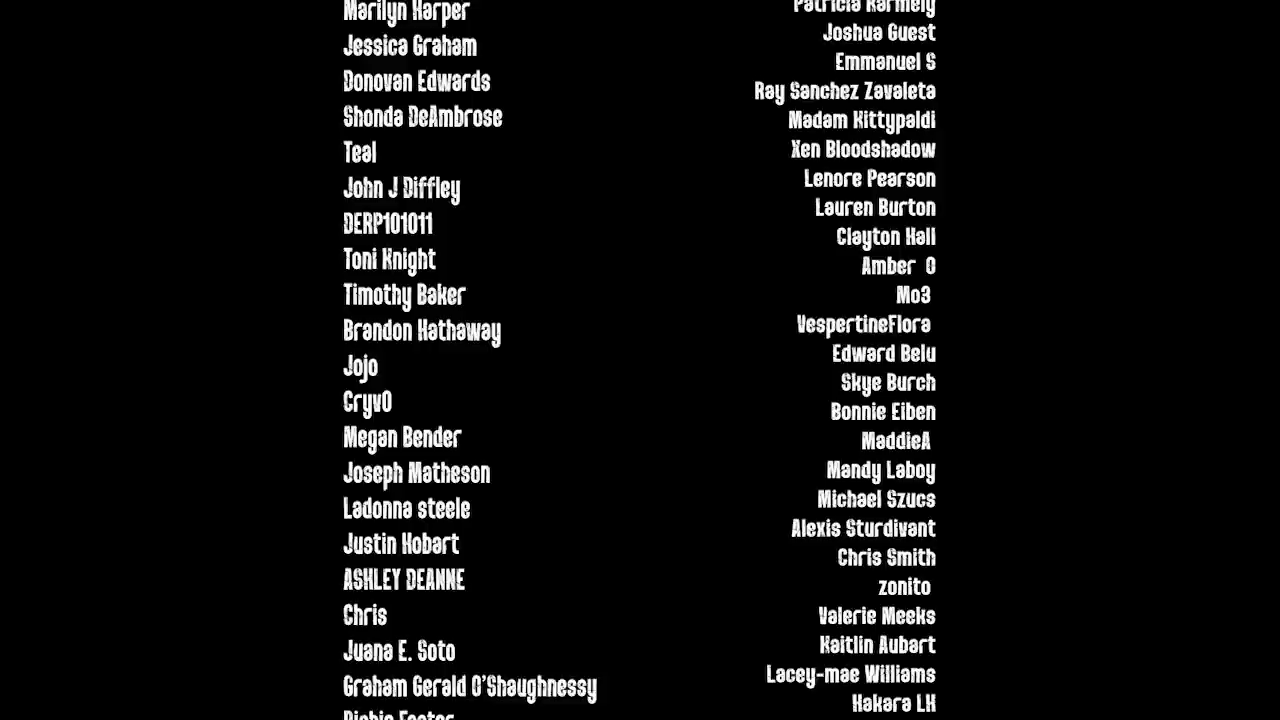 Marilyn Harper
Jessica Graham
Donovan Edwards
Shonda DeAmbrose
Teal
John J Diffley
DERP101011
Toni Knight
Timothy Baker
Brandon Hathaway
Jojo
Cryv0
Megan Bender
Joseph Matheson
Ladonna steele
Justin Hobart
ASHLEY DEANNE
Chris
Juana E. Soto
Graham Gerald O'Shaughnessy
Patricia Karmely
Joshua Guest
Emmanuel S
Ray Sanchez Zavaleta
Madam Kittypaldi
Xen Bloodshadow
Lenore Pearson
Lauren Burton
Clayton Hall
Amber O
Mo3
VespertineFlora
Edward Belu
Skye Burch
Bonnie Eiben
MaddieA
Mandy Laboy
Michael Szucs
Alexis Sturdivant
Chris Smith
zonito
Valerie Meeks
Kaitlin Aubart
Lacey-mae Williams
Hakara LH